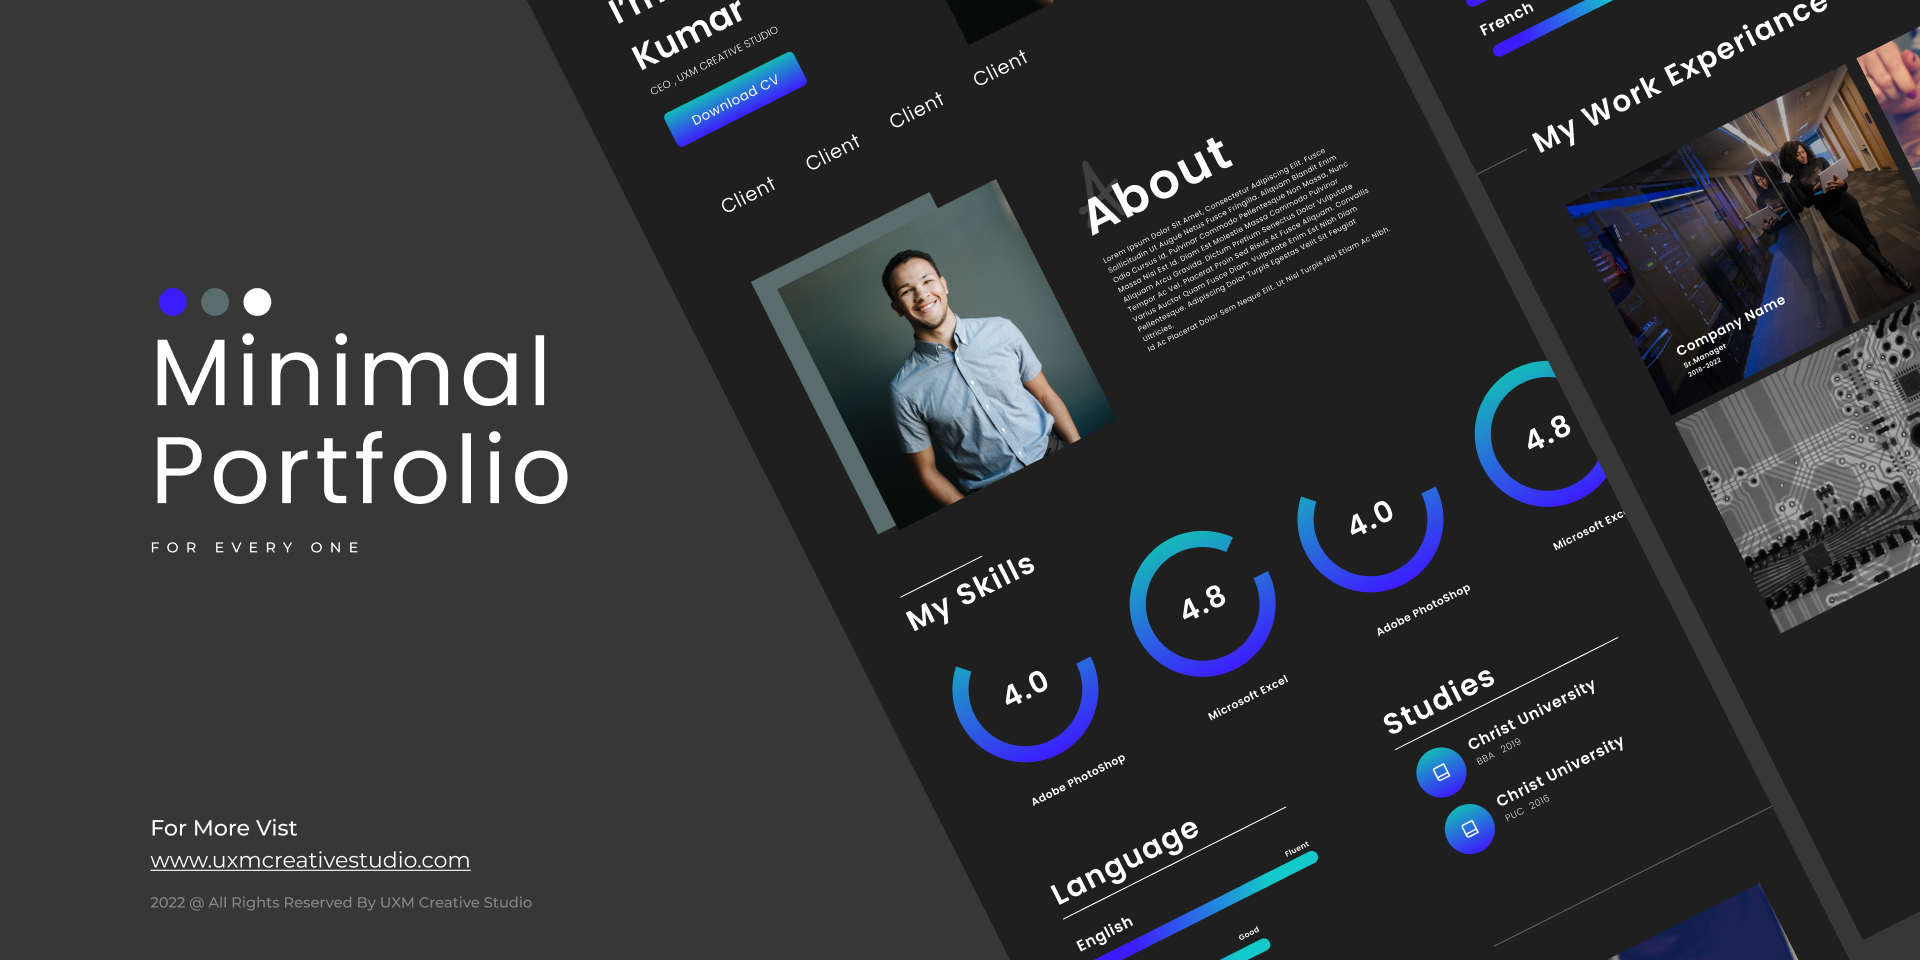 Minimal
Portfolio
FOR EVERY ONE
For More Vist
www.uxmcreativestudio.com
2022 @ All Rights Reserved By UXM Creative Studio
I'm
Kumar
CEO , UXM CREATIVE STUDIO
Download CV
Client
Client
Client
Client
About
Lorem Ipsum Dolor Sit Amet, Consectetur Adipiscing Elit. Fusce
Sollicitudin Ut Augue Netus Fusce Fringilla. Aliquam Blandit Enim
Odio Cursus Id. Pulvinar Commodo Pellentesque Non Massa, Nunc
Massa Nisi Est Id. Diam Est Molestie Massa Commodo Pulvinar
Aliquam Arcu Gravida. Dictum Pretium Senectus Dolor Vulputate
Tempor Ac Vel. Placerat Proin Sed Risus At Fusce Aliquam. Convallis
Varius Auctor Quam Fusce Diam. Vulputate Enim Est Nibh Diam
Pellentesque. Adipiscing Dolor Turpis Egestas Velit Sit Feugiat
Ultricies.
Id Ac Placerat Dolor Sem Neque Elit. Ut Nisl Turpis Nisi Etiam Ac Nibh.
My Skills
4.0
Adobe PhotoShop
4.8
Microsoft Excel
4.0
Adobe PhotoShop
4.8
Microsoft Exc
Language
English
Fluent
Good
Studies
Christ University
BBA 2019
Christ University
PUC 2016
French
My Work Experiance
Company Name
Sr.Manager
2018-2022